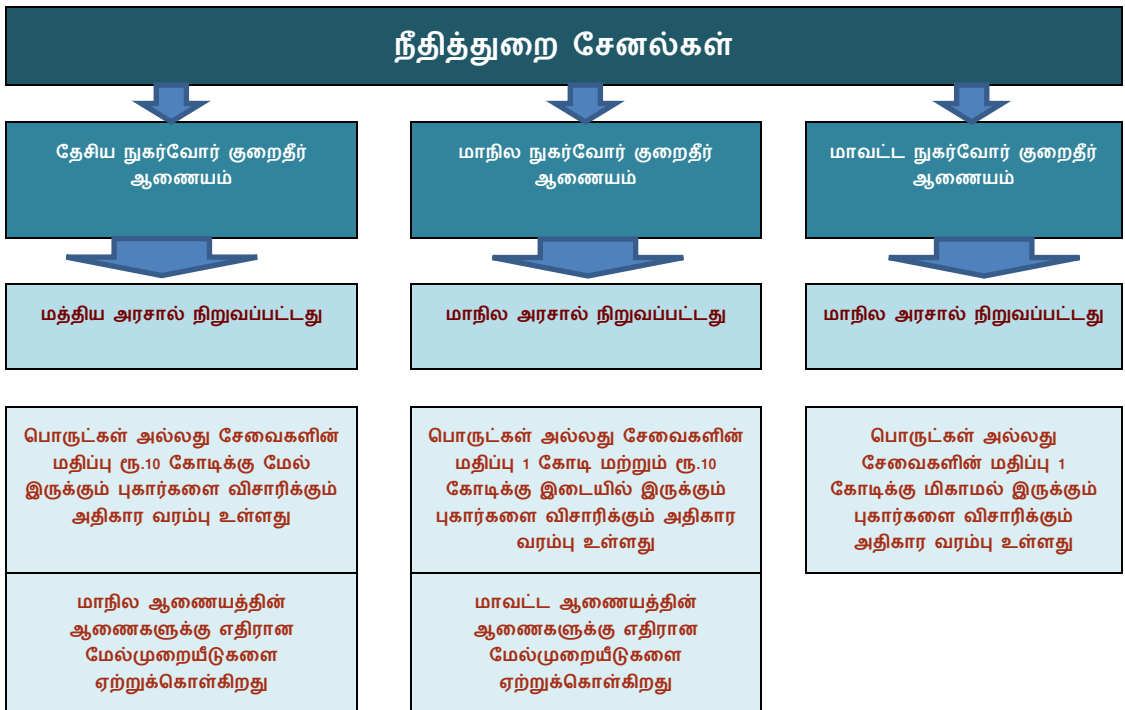 நீதித்துறை சேனல்கள்
தேசிய நுகர்வோர் குறைதீர்
ஆணையம்
மாநில நுகர்வோர் குறைதீர்
ஆணையம்
மாவட்ட நுகர்வோர் குறைதீர்
ஆணையம்
மத்திய அரசால் நிறுவப்பட்டது
மாநில அரசால் நிறுவப்பட்டது
மாநில அரசால் நிறுவப்பட்டது
பொருட்கள் அல்லது சேவைகளின்
மதிப்பு ரூ.10 கோடிக்கு மேல்
இருக்கும் புகார்களை விசாரிக்கும்
அதிகார வரம்பு உள்ளது
பொருட்கள் அல்லது சேவைகளின்
மதிப்பு 1 கோடி மற்றும் ரூ.10
கோடிக்கு இடையில் இருக்கும்
புகார்களை விசாரிக்கும் அதிகார
வரம்பு உள்ளது
பொருட்கள் அல்லது
சேவைகளின் மதிப்பு 1
கோடிக்கு மிகாமல் இருக்கும்
புகார்களை விசாரிக்கும்
அதிகார வரம்பு உள்ளது
மாநில ஆணையத்தின்
ஆணைகளுக்கு எதிரான
மேல்முறையீடுகளை
ஏற்றுக்கொள்கிறது
மாவட்ட ஆணையத்தின்
ஆணைகளுக்கு எதிரான
மேல்முறையீடுகளை
ஏற்றுக்கொள்கிறது